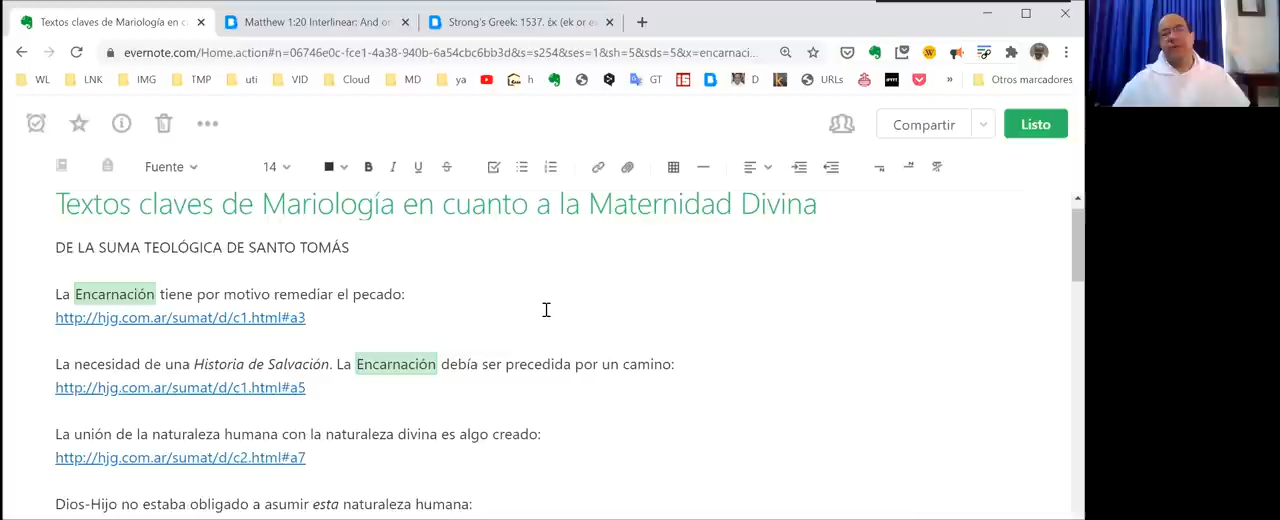 Textos claves de Mariología en c
Matthew 1:20 Interlinear: And on
Strong's Greek: 1537. ἐκ (ek or ex
evernote.com/Home.action#n=06746e0c-fce1-4a38-940b-6a54cbc6bb3d&s=s254&ses=1&sh=5&sds=5&x=encarnaci...
WL LNK IMG TMP uti VID Cloud MD ya h GT D URLs » Otros marcadores
Compartir Listo
Fuente 14 B I U S
Textos claves de Mariología en cuanto a la Maternidad Divina
DE LA SUMA TEOLÓGICA DE SANTO TOMÁS
La Encarnación tiene por motivo remediar el pecado:
http://hjg.com.ar/sumat/d/c1.html#a3
La necesidad de una Historia de Salvación. La Encarnación debía ser precedida por un camino:
http://hjg.com.ar/sumat/d/c1.html#a5
La unión de la naturaleza humana con la naturaleza divina es algo creado:
http://hjg.com.ar/sumat/d/c2.html#a7
Dios-Hijo no estaba obligado a asumir esta naturaleza humana: